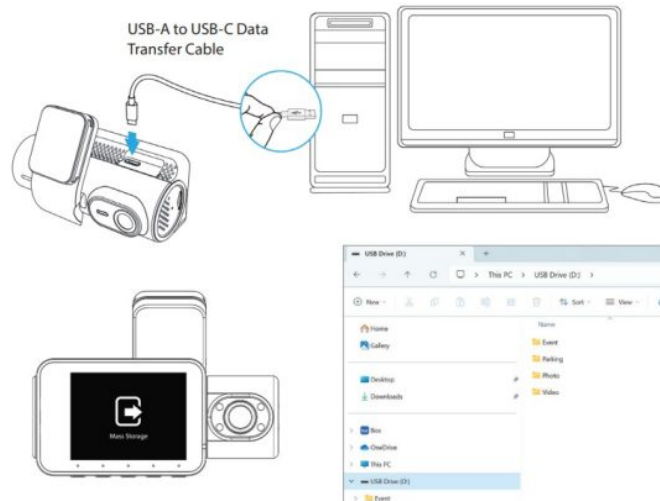 USB-A to USB-C Data
Transfer Cable
Mass Storage
USB Drive (D:)
This PC > USB Drive (D:) >
New
Sort
View
Home
Gallery
Desktop
Downloads
Box
OneDrive
This PC
USB Drive (D:)
Event
Name
Event
Parking
Photo
Video